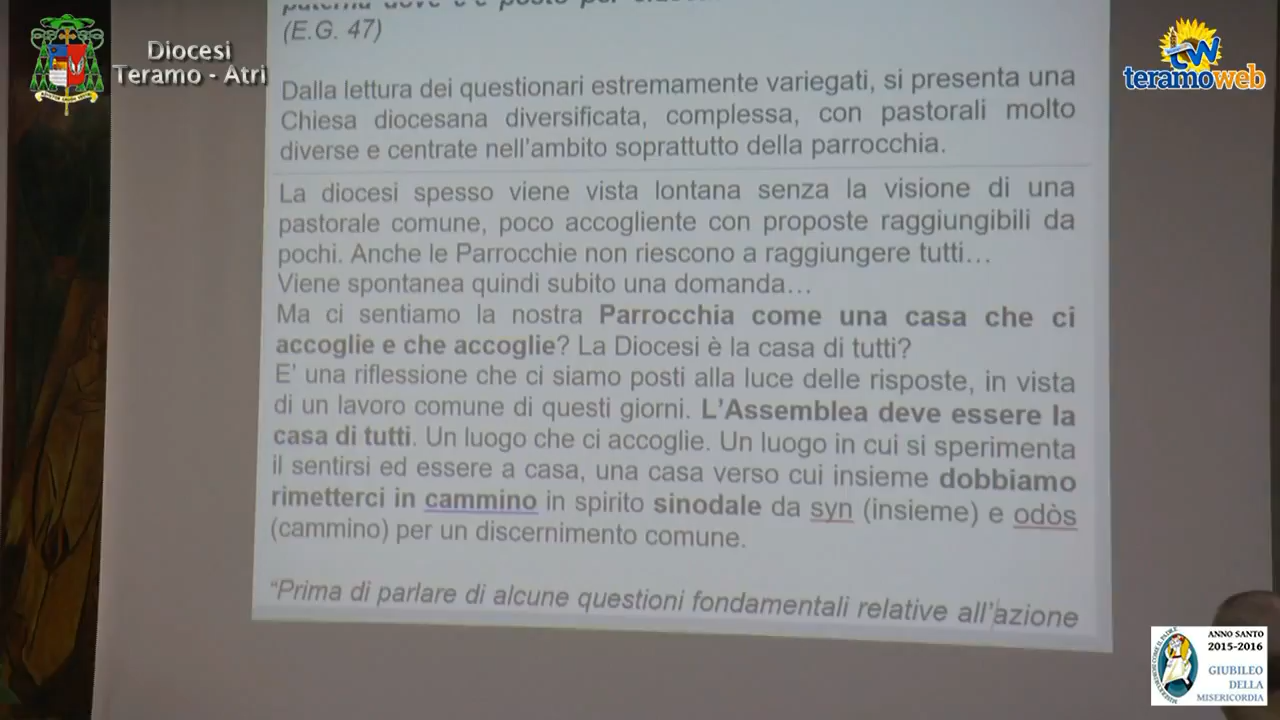 (E.G. 47)
Dalla lettura dei questionari estremamente variegati, si presenta una
Chiesa diocesana diversificata, complessa, con pastorali molto
diverse e centrate nell'ambito soprattutto della parrocchia.
La diocesi spesso viene vista lontana senza la visione di una
pastorale comune, poco accogliente con proposte raggiungibili da
pochi. Anche le Parrocchie non riescono a raggiungere tutti…
Viene spontanea quindi subito una domanda…
Ma ci sentiamo la nostra Parrocchia come una casa che ci
accoglie e che accoglie? La Diocesi è la casa di tutti?
E' una riflessione che ci siamo posti alla luce delle risposte, in vista
di un lavoro comune di questi giorni. L'Assemblea deve essere la
casa di tutti. Un luogo che ci accoglie. Un luogo in cui si sperimenta
il sentirsi ed essere a casa, una casa verso cui insieme dobbiamo
rimetterci in cammino in spirito sinodale da syn (insieme) e odòs
(cammino) per un discernimento comune.
“Prima di parlare di alcune questioni fondamentali relative all'azione
Diocesi
Teramo - Atri
tw
teramoweb
ANNO SANTO
2015-2016
GIUBILEO
DELLA
MISERICORDIA